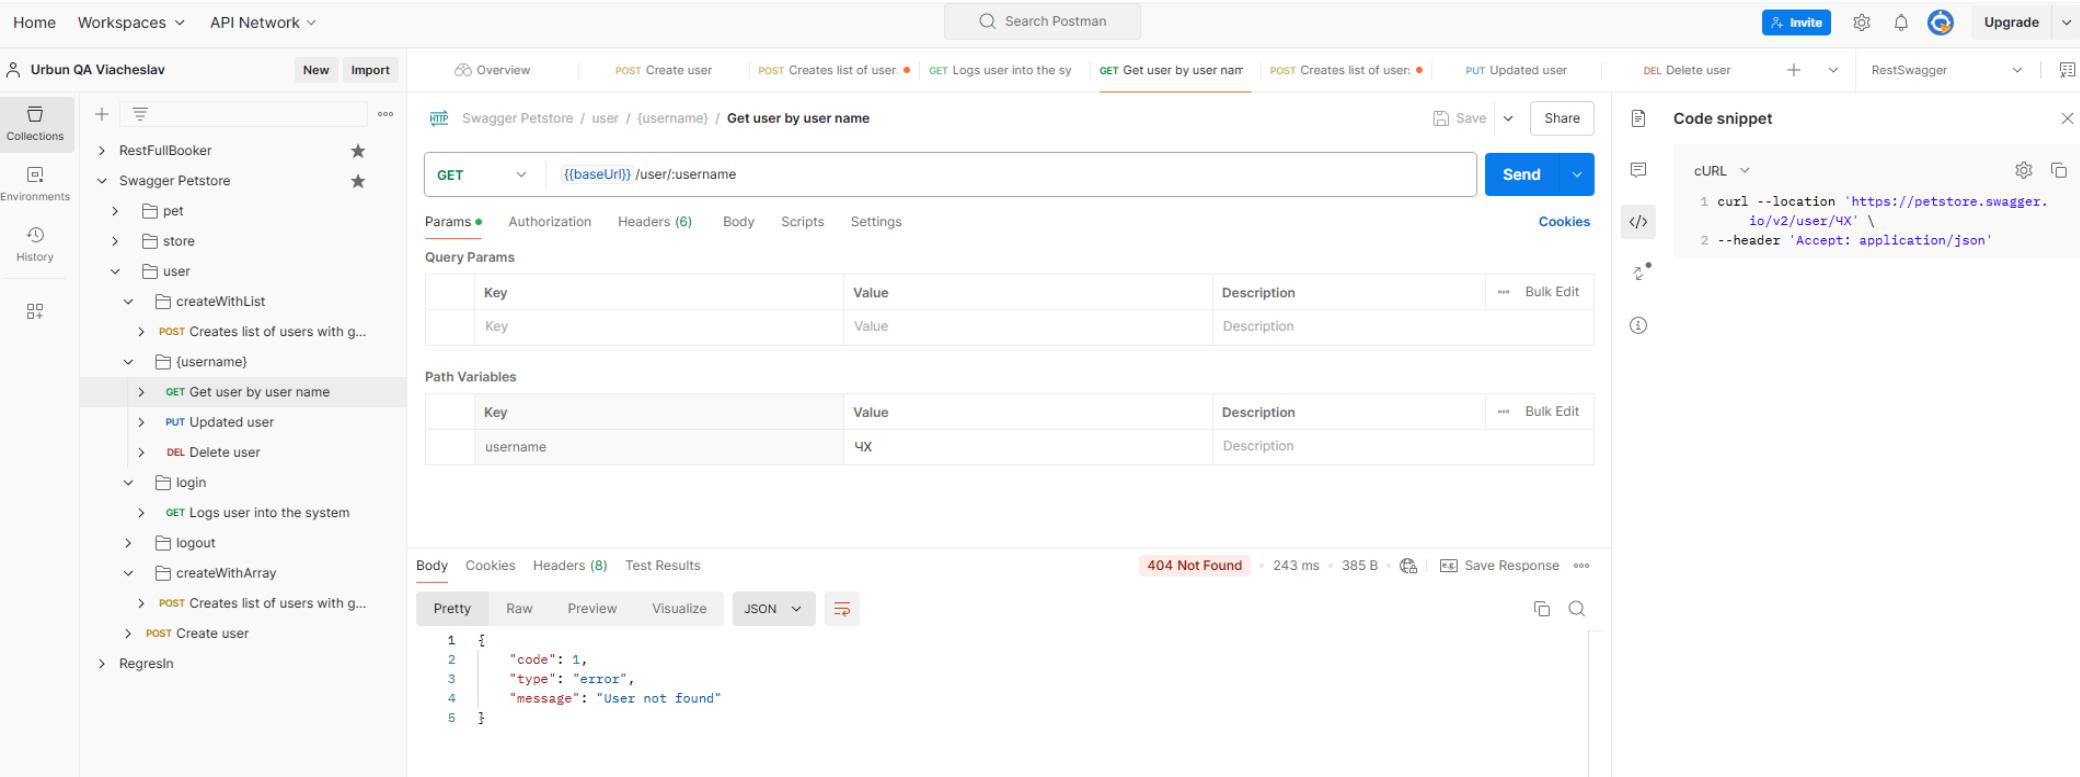 Home Workspaces API Network Search Postman Invite Upgrade
Urbun QA Viacheslav New Import Overview POST Create user POST Creates list of user. GET Logs user into the sy GET Get user by user nam POST Creates list of user: PUT Updated user DEL Delete user RestSwagger
Collections
Environments
History
RestFullBooker
Swagger Petstore
pet
store
user
createWithList
POST Creates list of users with g...
{username}
GET Get user by user name
PUT Updated user
DEL Delete user
login
GET Logs user into the system
logout
createWithArray
POST Creates list of users with g...
POST Create user
RegresIn
HTTP Swagger Petstore / user / {username} / Get user by user name Save Share
GET {{baseUrl}} /user/:username Send
Params Authorization Headers (6) Body Scripts Settings Cookies
Query Params
Key Value Description Bulk Edit
Key Value Description
Path Variables
Key Value Description Bulk Edit
username ЧХ Description
Body Cookies Headers (8) Test Results 404 Not Found 243 ms 385 B e.g. Save Response
Pretty Raw Preview Visualize JSON
1 {
2 "code": 1,
3 "type": "error",
4 "message": "User not found"
5 }
Code snippet
cURL
1 curl --location 'https://petstore.swagger.
io/v2/user/ЧХ' \
2 --header 'Accept: application/json'